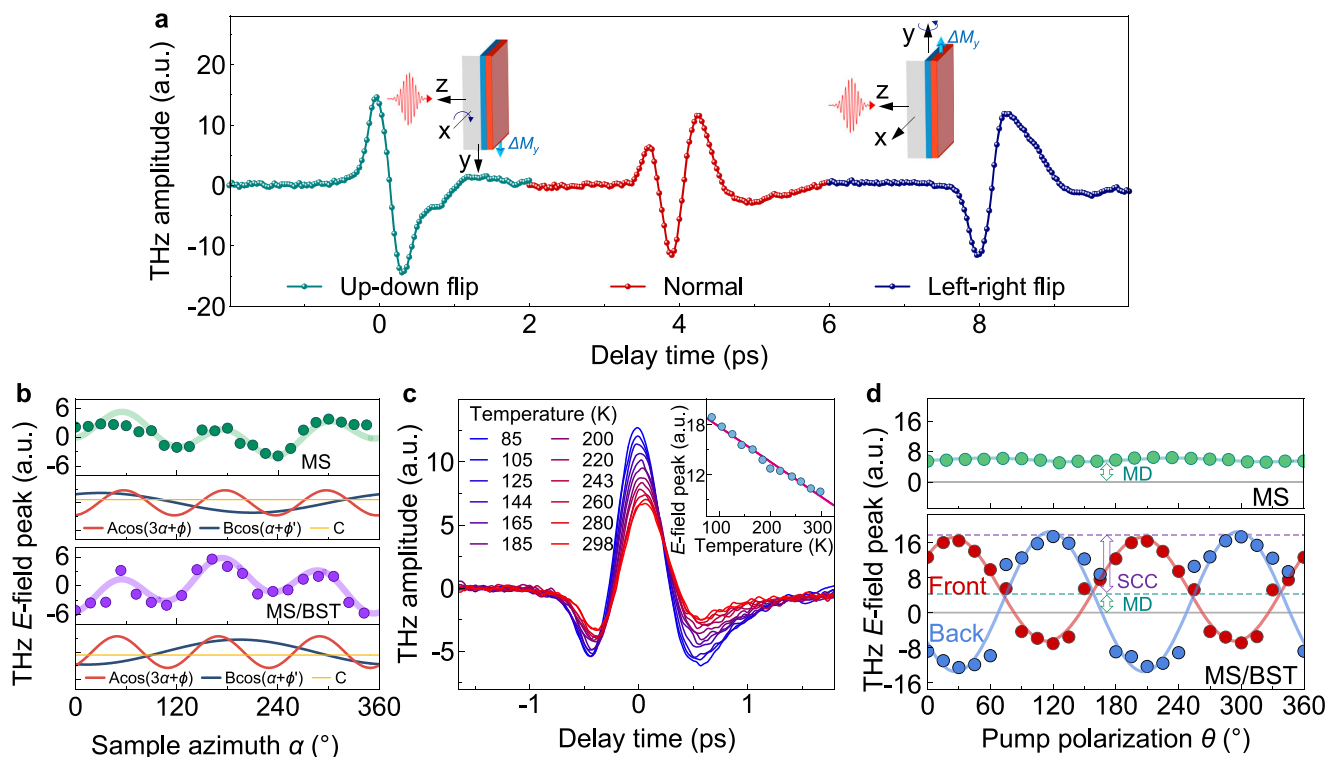 a
THz amplitude (a.u.)
20
10
0
-10
-20
z
x
y
ΔMy
y
ΔMy
z
x
Up-down flip
Normal
Left-right flip
0
2
4
6
8
Delay time (ps)
b
THz E-field peak (a.u.)
6
0
-6
MS
Acos(3α+ϕ)
Bcos(α+ϕ')
C
6
0
-6
MS/BST
Acos(3α+ϕ)
Bcos(α+ϕ')
C
0
120
240
360
Sample azimuth α (°)
c
THz amplitude (a.u.)
10
5
0
-5
Temperature (K)
85
200
105
220
125
243
144
260
165
280
185
298
E-field peak (a.u.)
18
12
6
100
200
300
Temperature (K)
-1
0
1
Delay time (ps)
d
THz E-field peak (a.u.)
16
8
0
MD
MS
16
8
0
-8
-16
Front
Back
SCC
MD
MS/BST
0
60
120
180
240
300
360
Pump polarization θ (°)